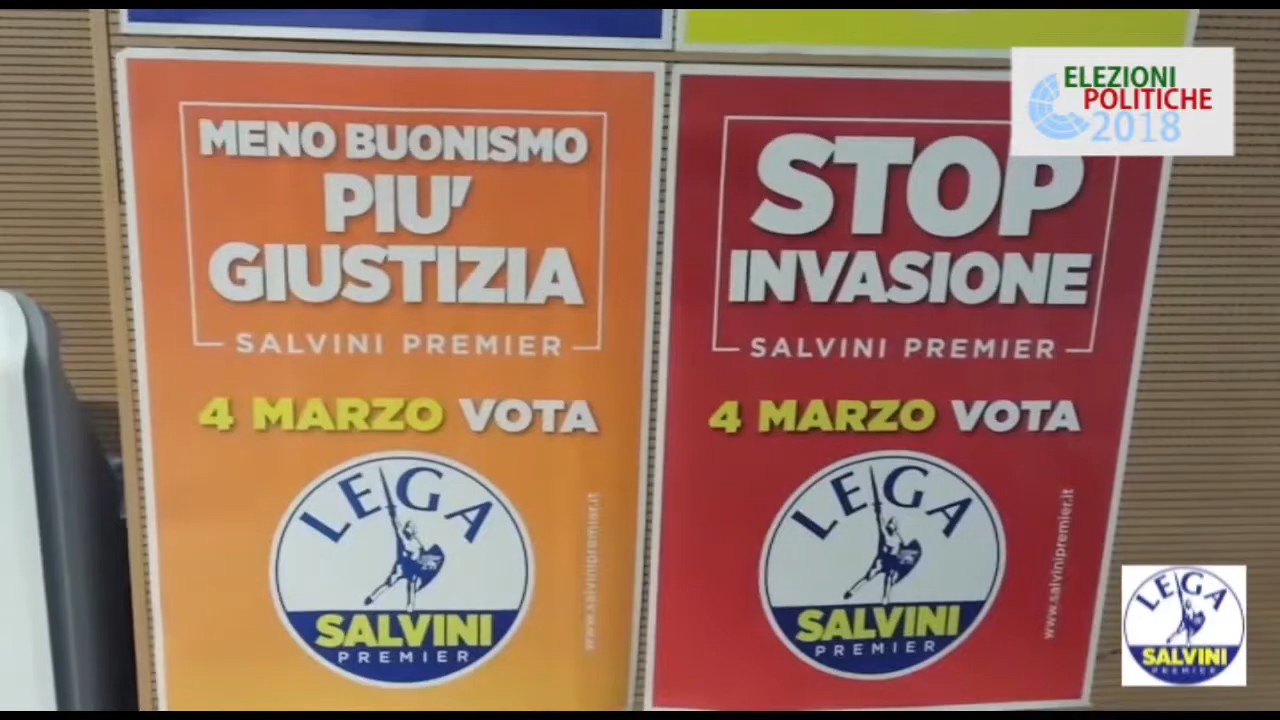 MENO BUONISMO
PIU'
GIUSTIZIA
SALVINI PREMIER
4 MARZO VOTA
LEGA
SALVINI
PREMIER
www.salvinipremier.it
STOP
INVASIONE
SALVINI PREMIER
4 MARZO VOTA
LEGA
SALVINI
PREMIER
www.salvinipremier.it
ELEZIONI
POLITICHE
2018
LEGA
SALVINI
PREMIER